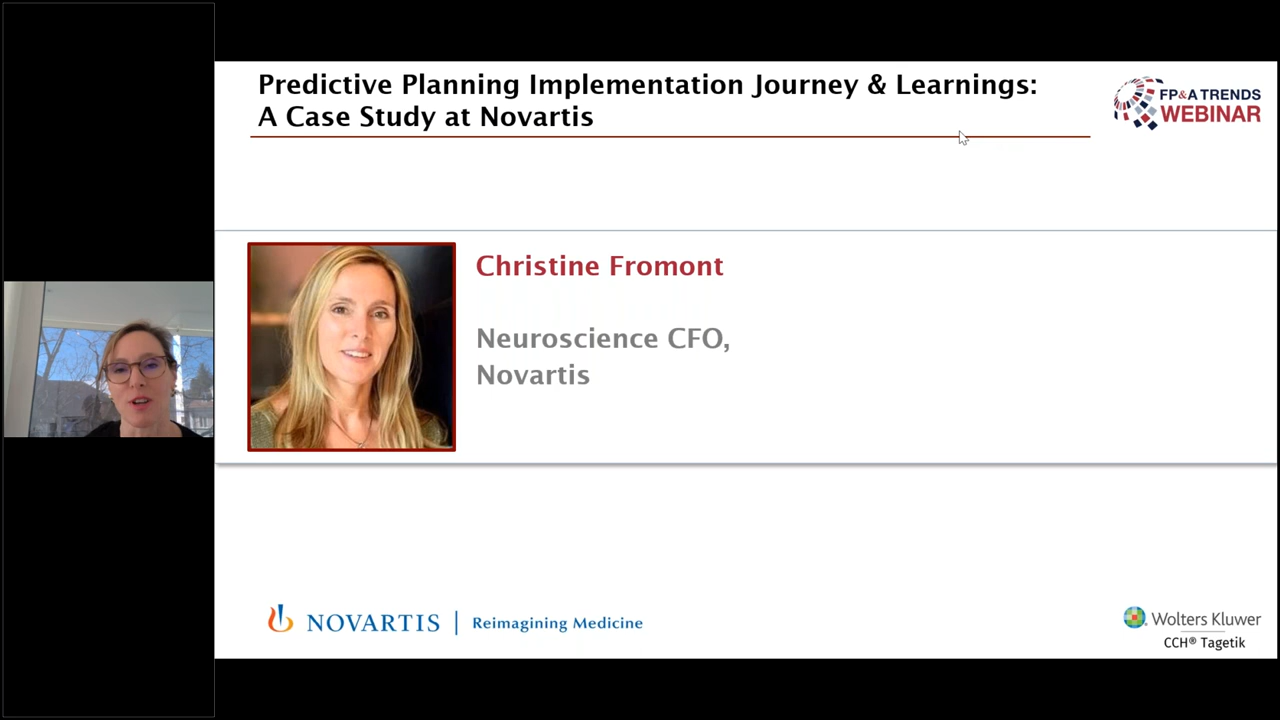 Predictive Planning Implementation Journey & Learnings:
A Case Study at Novartis
FP&A TRENDS
WEBINAR
Christine Fromont
Neuroscience CFO,
Novartis
NOVARTIS | Reimagining Medicine
Wolters Kluwer
CCH® Tagetik